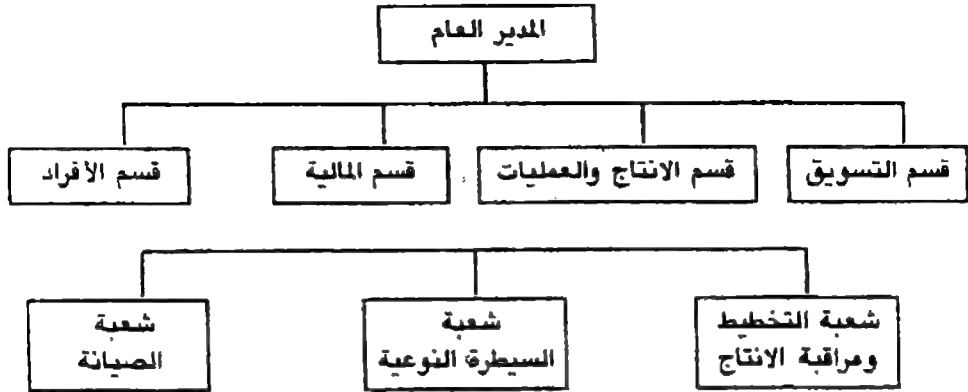 المدير العام
قسم التسويق
قسم الانتاج والعمليات
قسم المالية
قسم الأفراد
شعبة التخطيط
ومراقبة الانتاج
شعبة
السيطرة النوعية
شعبة
الصيانة